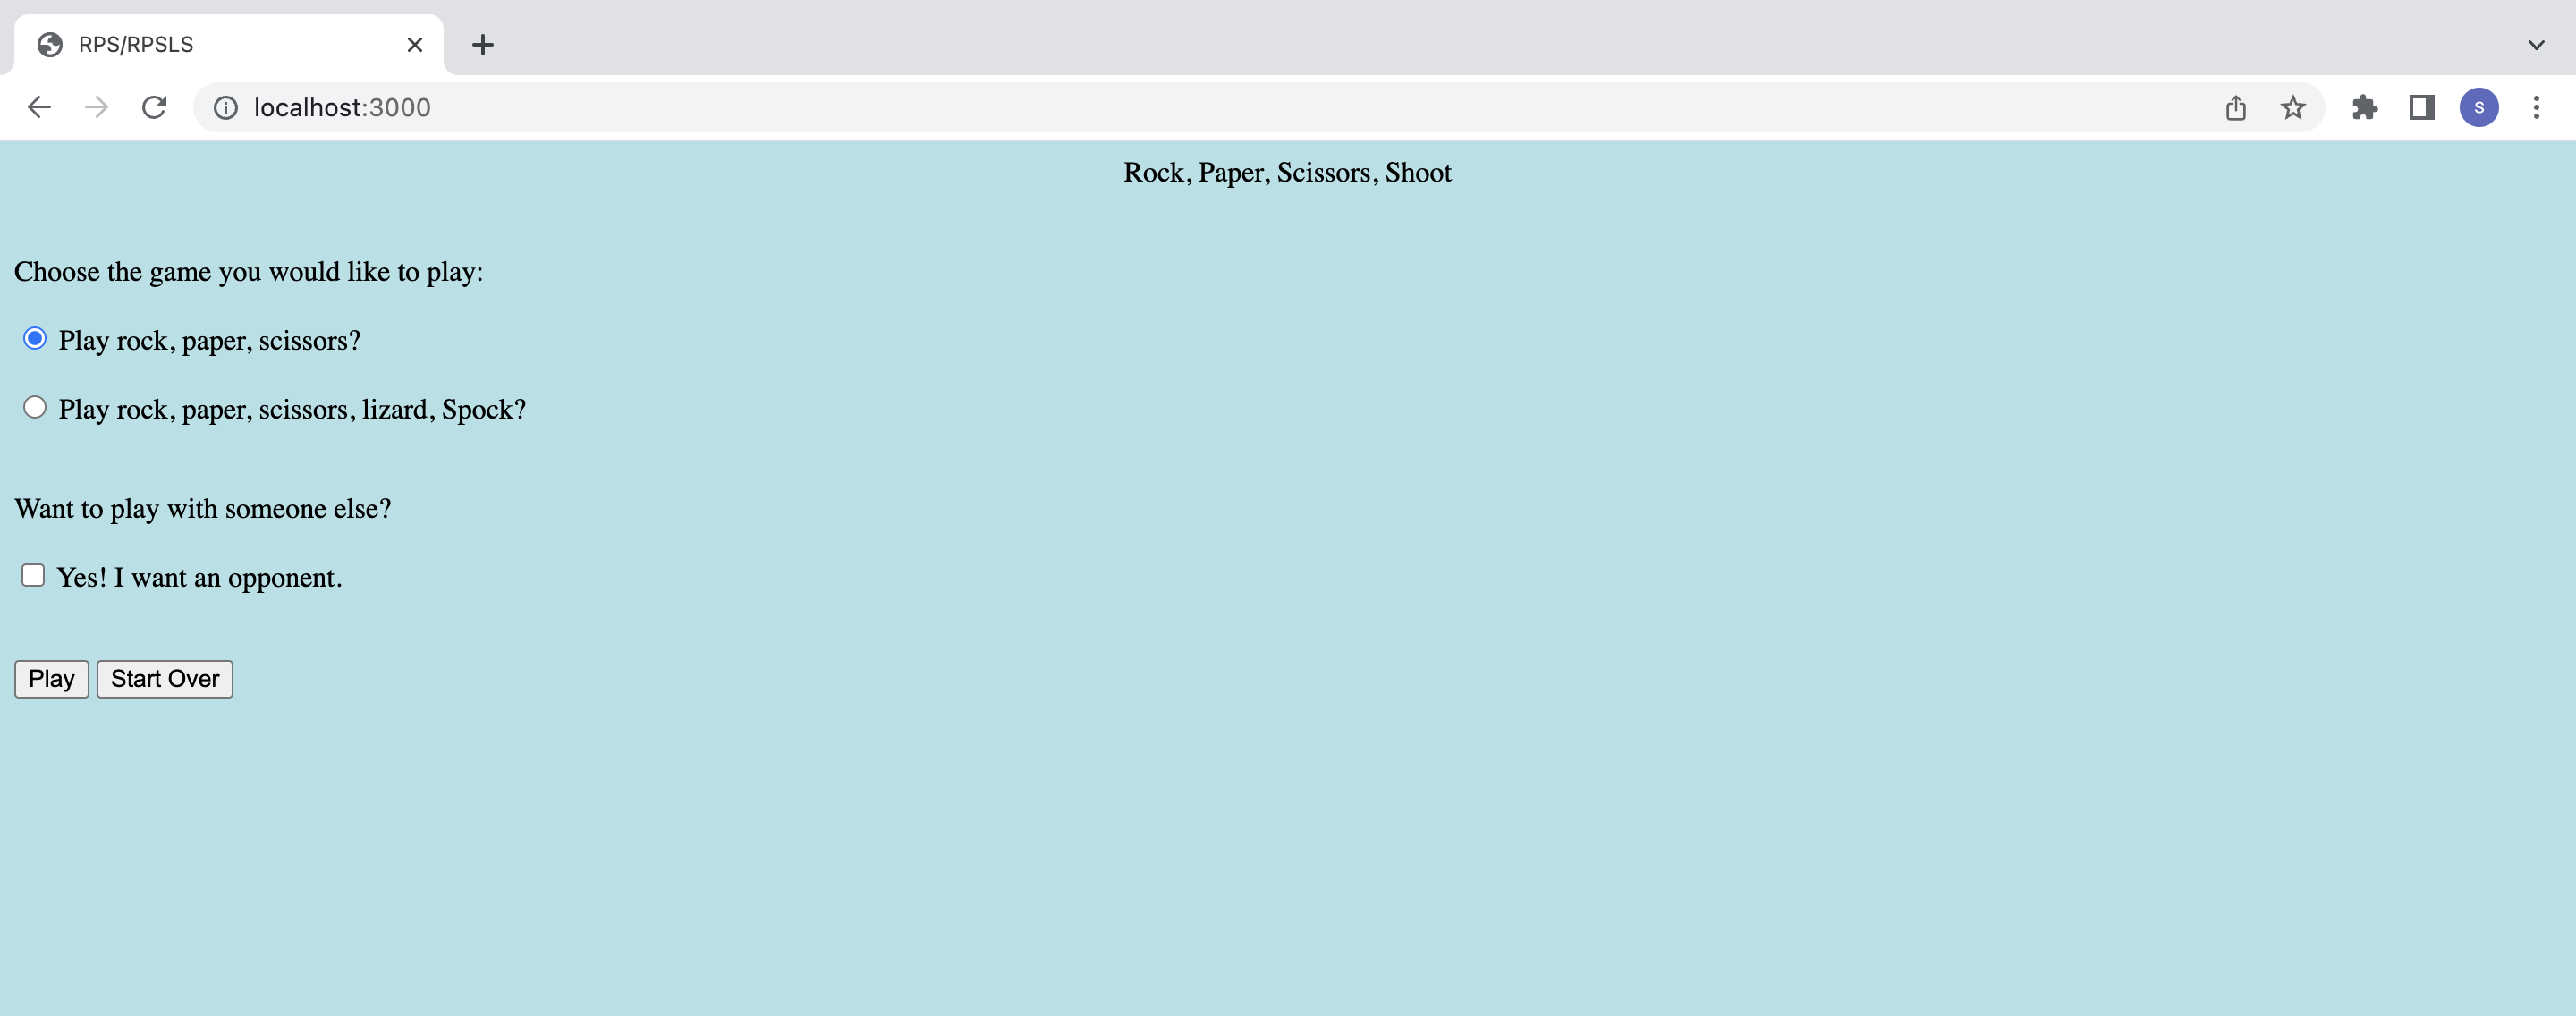 RPS/RPSLS
localhost:3000
S
Rock, Paper, Scissors, Shoot
Choose the game you would like to play:
Play rock, paper, scissors?
Play rock, paper, scissors, lizard, Spock?
Want to play with someone else?
Yes! I want an opponent.
Play Start Over